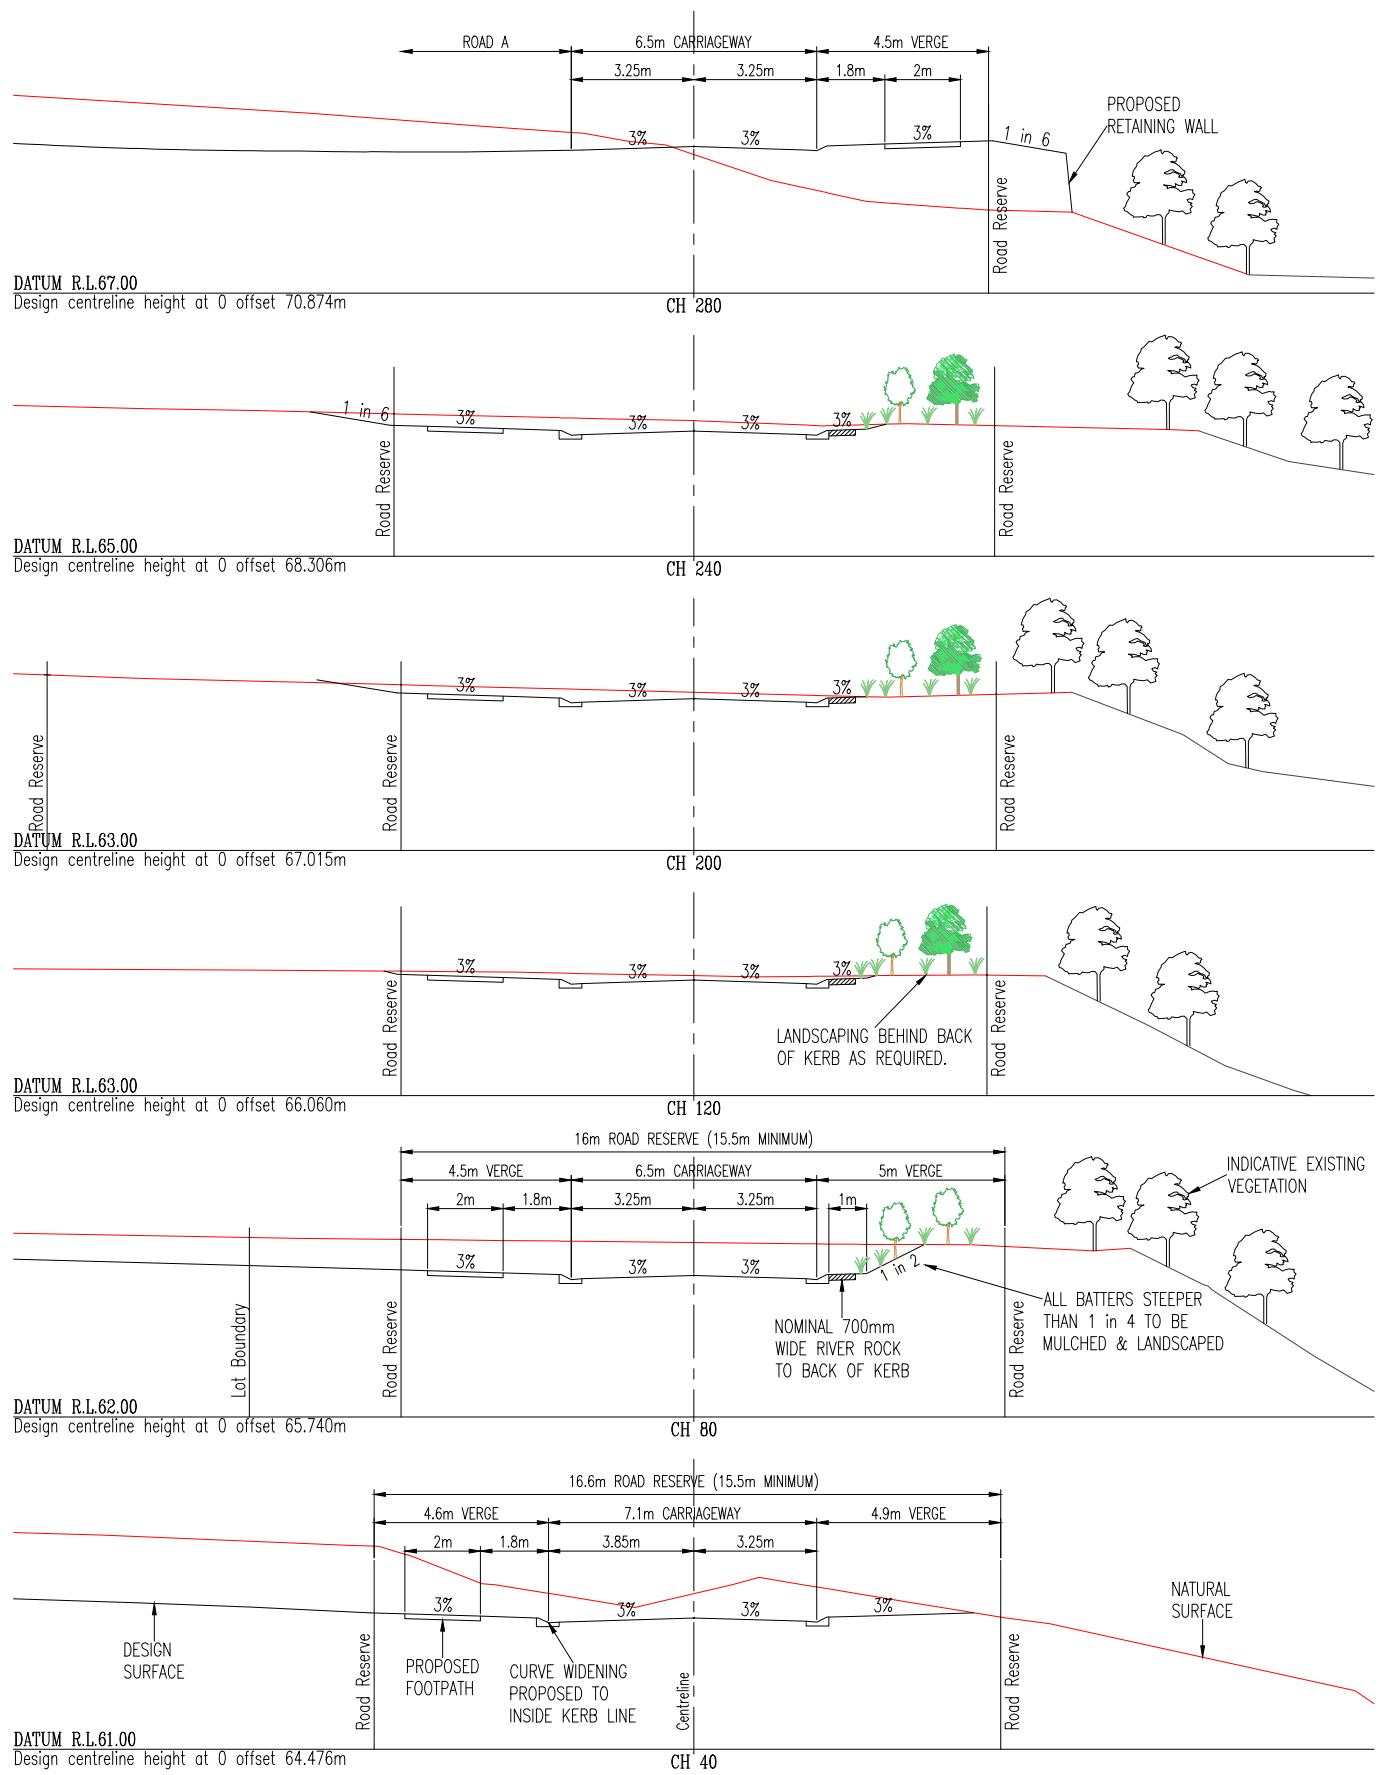 ROAD A
6.5m CARRIAGEWAY
4.5m VERGE
3.25m
3.25m
1.8m
2m
PROPOSED
RETAINING WALL
3%
3%
3%
1 in 6
Road Reserve
DATUM R.L.67.00
Design centreline height at 0 offset 70.874m
CH 280
1 in 6
3%
3%
3%
3%
Road Reserve
Road Reserve
DATUM R.L.65.00
Design centreline height at 0 offset 68.306m
CH 240
3%
3%
3%
3%
Road Reserve
Road Reserve
Road Reserve
DATUM R.L.63.00
Design centreline height at 0 offset 67.015m
CH 200
3%
3%
3%
3%
Road Reserve
Road Reserve
LANDSCAPING BEHIND BACK
OF KERB AS REQUIRED.
DATUM R.L.63.00
Design centreline height at 0 offset 66.060m
CH 120
16m ROAD RESERVE (15.5m MINIMUM)
4.5m VERGE
6.5m CARRIAGEWAY
5m VERGE
2m
1.8m
3.25m
3.25m
1m
INDICATIVE EXISTING
VEGETATION
3%
3%
3%
1 in 2
ALL BATTERS STEEPER
THAN 1 in 4 TO BE
MULCHED & LANDSCAPED
NOMINAL 700mm
WIDE RIVER ROCK
TO BACK OF KERB
Lot Boundary
Road Reserve
Road Reserve
DATUM R.L.62.00
Design centreline height at 0 offset 65.740m
CH 80
16.6m ROAD RESERVE (15.5m MINIMUM)
4.6m VERGE
7.1m CARRIAGEWAY
4.9m VERGE
2m
1.8m
3.85m
3.25m
3%
3%
3%
3%
NATURAL
SURFACE
DESIGN
SURFACE
PROPOSED
FOOTPATH
CURVE WIDENING
PROPOSED TO
INSIDE KERB LINE
Road Reserve
Centreline
Road Reserve
DATUM R.L.61.00
Design centreline height at 0 offset 64.476m
CH 40